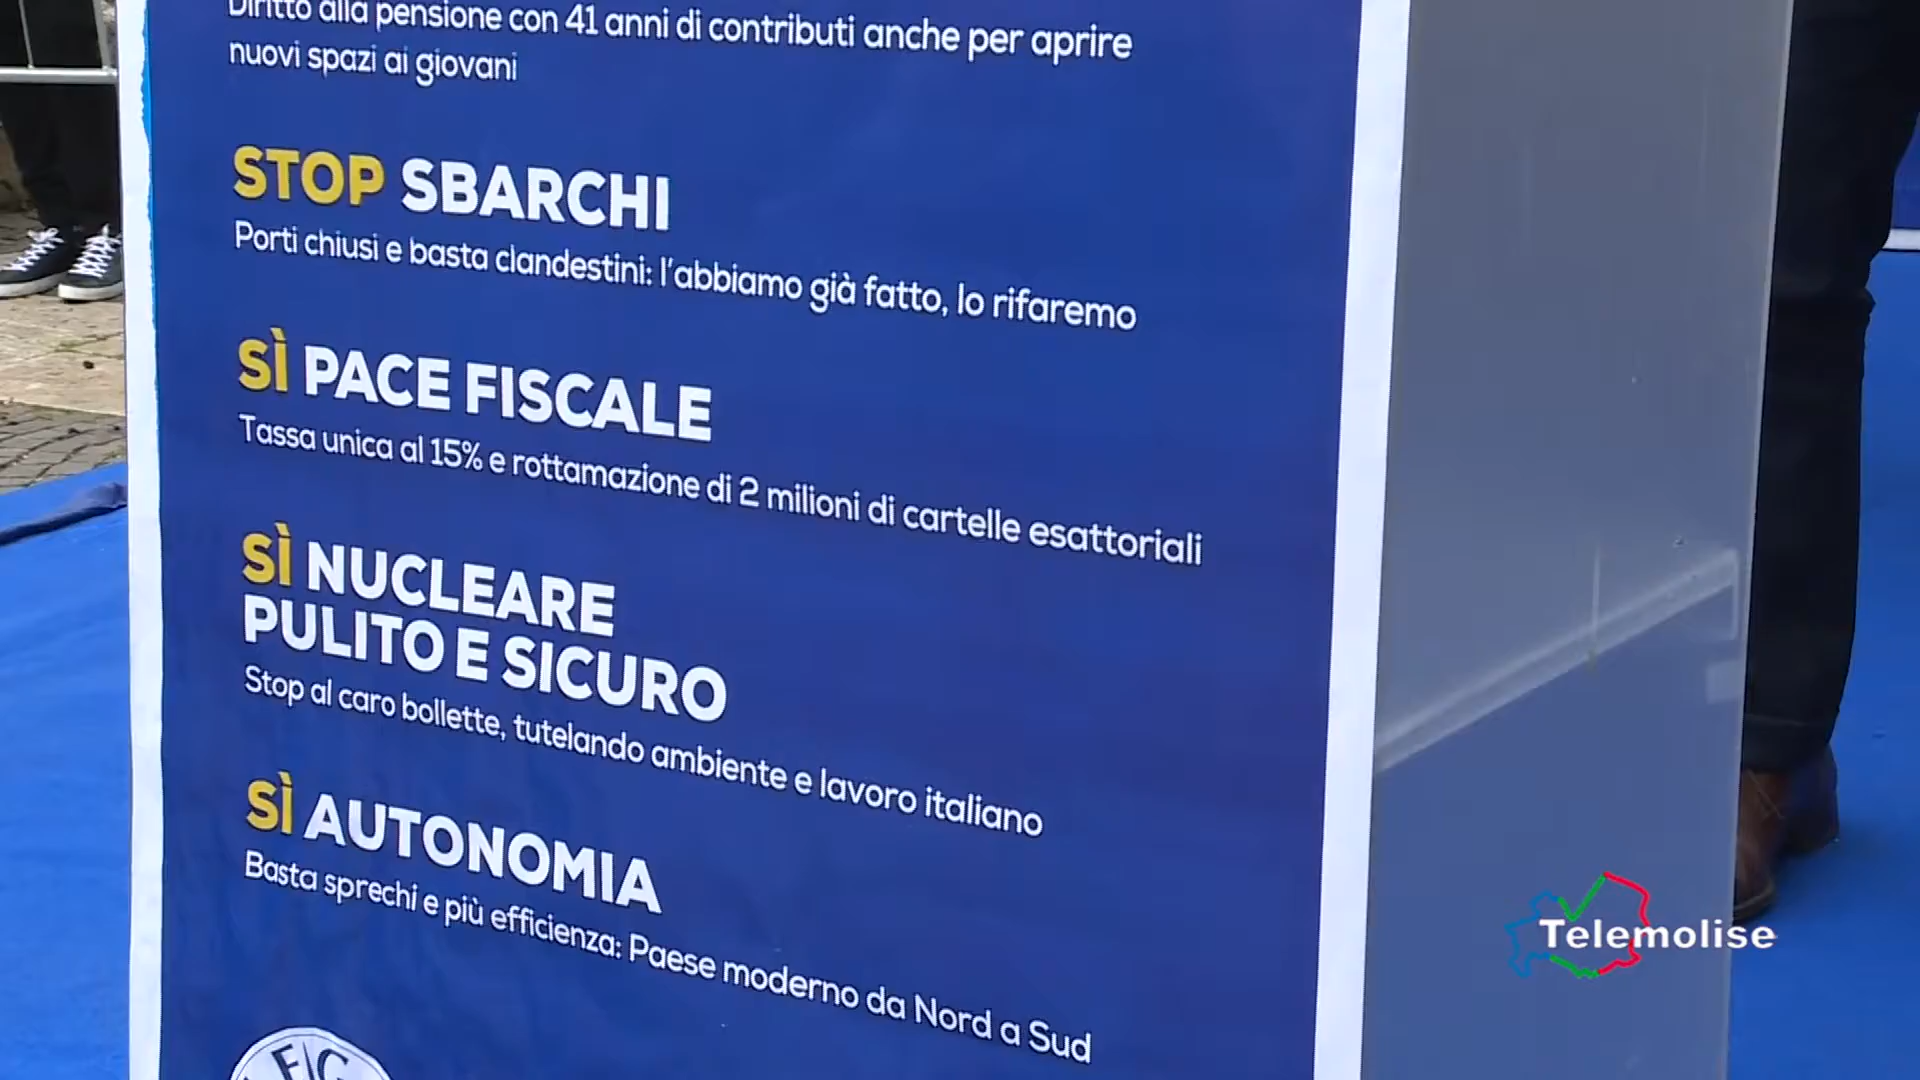 Diritto alla pensione con 41 anni di contributi anche per aprire
nuovi spazi ai giovani
STOP SBARCHI
Porti chiusi e basta clandestini: l'abbiamo già fatto, lo rifaremo
SÌ PACE FISCALE
Tassa unica al 15% e rottamazione di 2 milioni di cartelle esattoriali
SÌ NUCLEARE
PULITO E SICURO
Stop al caro bollette, tutelando ambiente e lavoro italiano
SÌ AUTONOMIA
Basta sprechi e più efficienza: Paese moderno da Nord a Sud
Telemolise